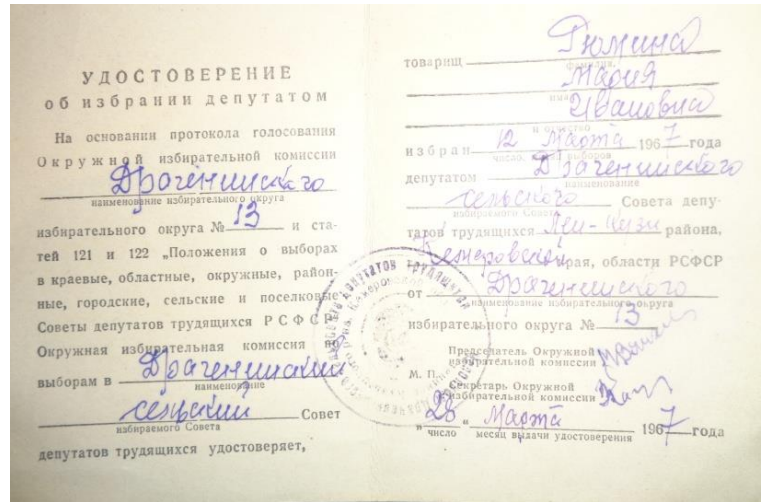 УДОСТОВЕРЕНИЕ
об избрании депутатом
На основании протокола голосования
Окружной избирательной комиссии
Драченинского
наименование избирательного округа
избирательного округа № 13 и ста-
тей 121 и 122 „Положения о выборах
в краевые, областные, окружные, район-
ные, городские, сельские и поселковые
Советы депутатов трудящихся РСФСР
Окружная избирательная комиссия по
выборам в Драченинский
наименование
сельский Совет
избираемого Совета
депутатов трудящихся удостоверяет,
товарищ Тюмина
фамилия,
Мария
имя
Ивановна
и отчество
избран 12 Марта 1967 года
число, выборов
депутатом Драченинского
наименование
сельского Совета депу-
избираемого Совета
татов трудящихся района,
Кемеровской края, области РСФСР
от Драченинского
наименование избирательного округа
избирательного округа № 13
Председатель Окружной
избирательной комиссии
М. П.
Секретарь Окружной
избирательной комиссии
„28“ Марта 1967 года
число месяц выдачи удостоверения